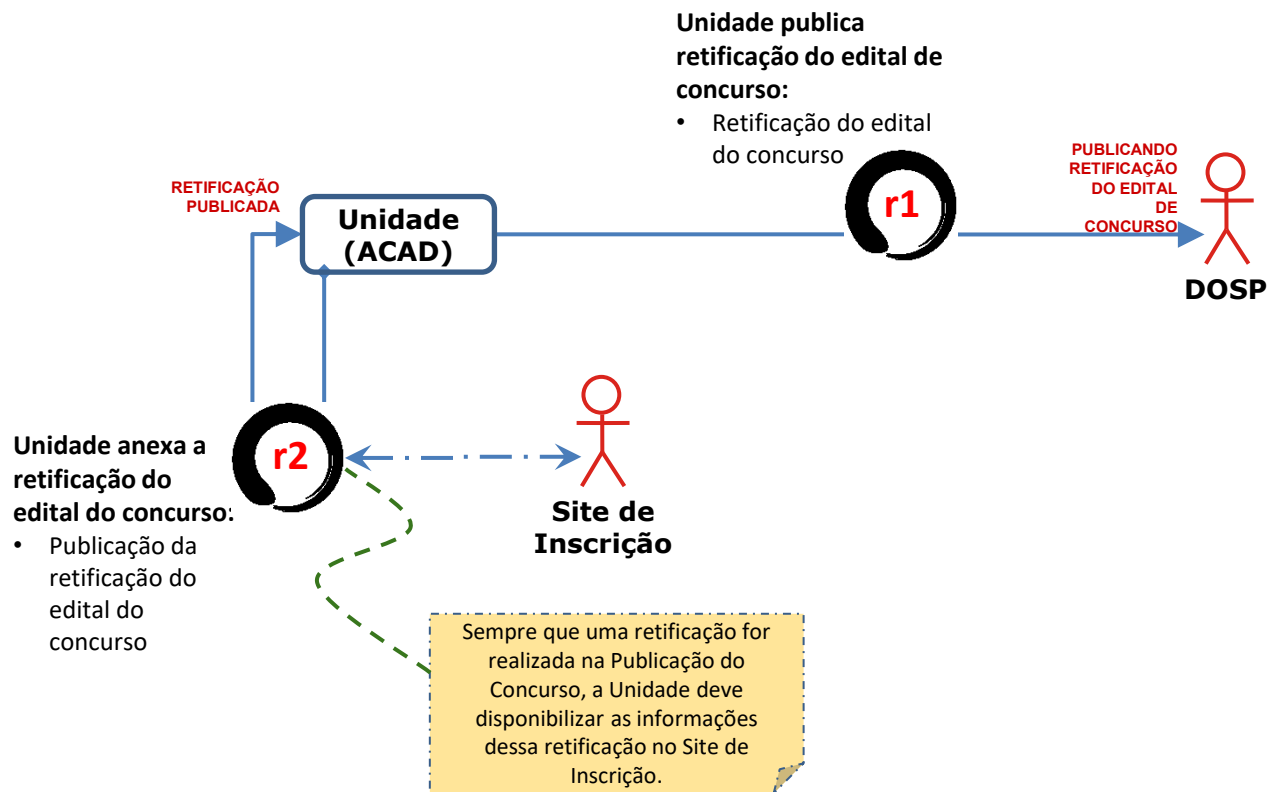 Unidade publica
retificação do edital de
concurso:
• Retificação do edital
do concurso
r1
PUBLICANDO
RETIFICAÇÃO
DO EDITAL
DE
CONCURSO
DOSP
RETIFICAÇÃO
PUBLICADA
Unidade
(ACAD)
Unidade anexa a
retificação do
edital do concurso:
• Publicação da
retificação do
edital do
concurso
r2
Site de
Inscrição
Sempre que uma retificação for
realizada na Publicação do
Concurso, a Unidade deve
disponibilizar as informações
dessa retificação no Site de
Inscrição.